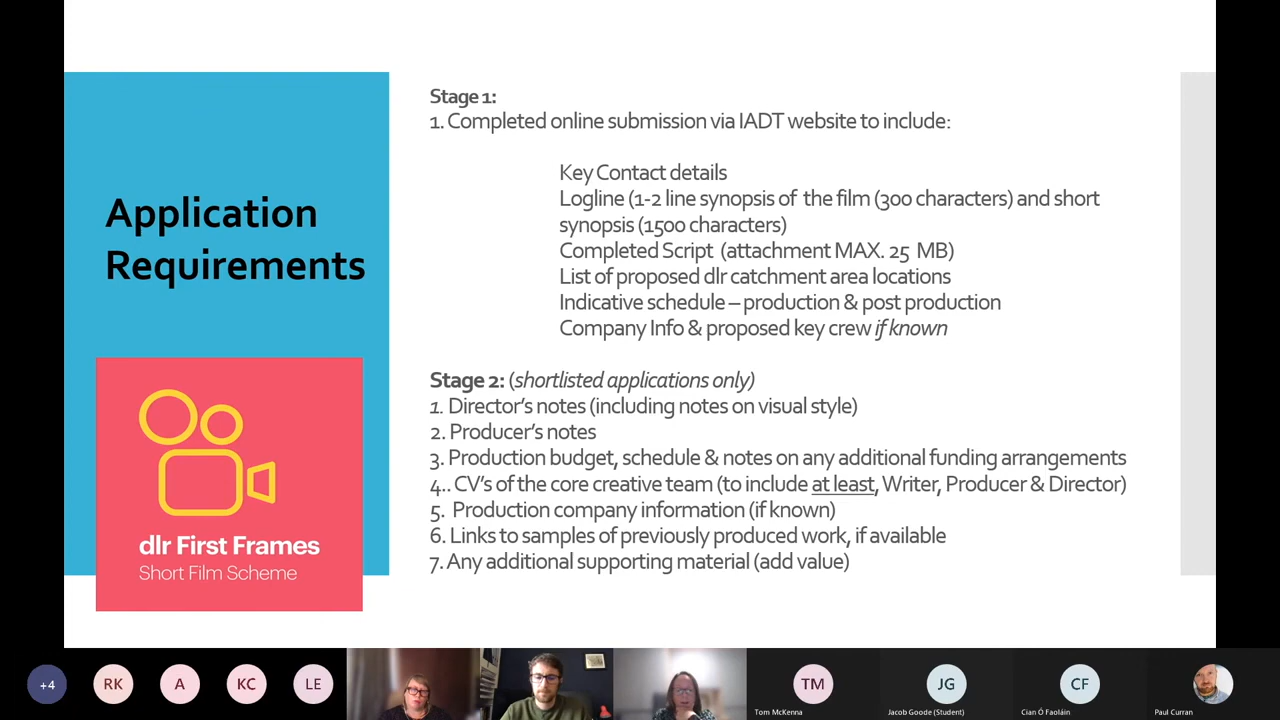 Application
Requirements
dlr First Frames
Short Film Scheme
Stage 1:
1. Completed online submission via IADT website to include:
Key Contact details
Logline (1-2 line synopsis of the film (300 characters) and short
synopsis (1500 characters)
Completed Script (attachment MAX. 25 MB)
List of proposed dlr catchment area locations
Indicative schedule – production & post production
Company Info & proposed key crew if known
Stage 2: (shortlisted applications only)
1. Director's notes (including notes on visual style)
2. Producer's notes
3. Production budget, schedule & notes on any additional funding arrangements
4.. CV's of the core creative team (to include at least, Writer, Producer & Director)
5. Production company information (if known)
6. Links to samples of previously produced work, if available
7. Any additional supporting material (add value)
+4
RK
A
KC
LE
TM
Tom McKenna
JG
Jacob Goode (Student)
CF
Cian Ó Faoláin
Paul Curran